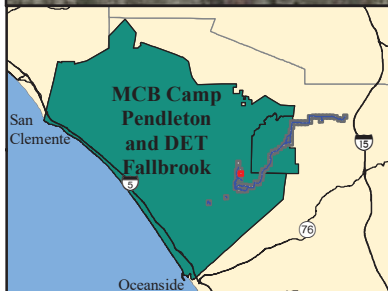 MCB Camp
Pendleton
and DET
Fallbrook
San
Clemente
15
5
76
Oceanside